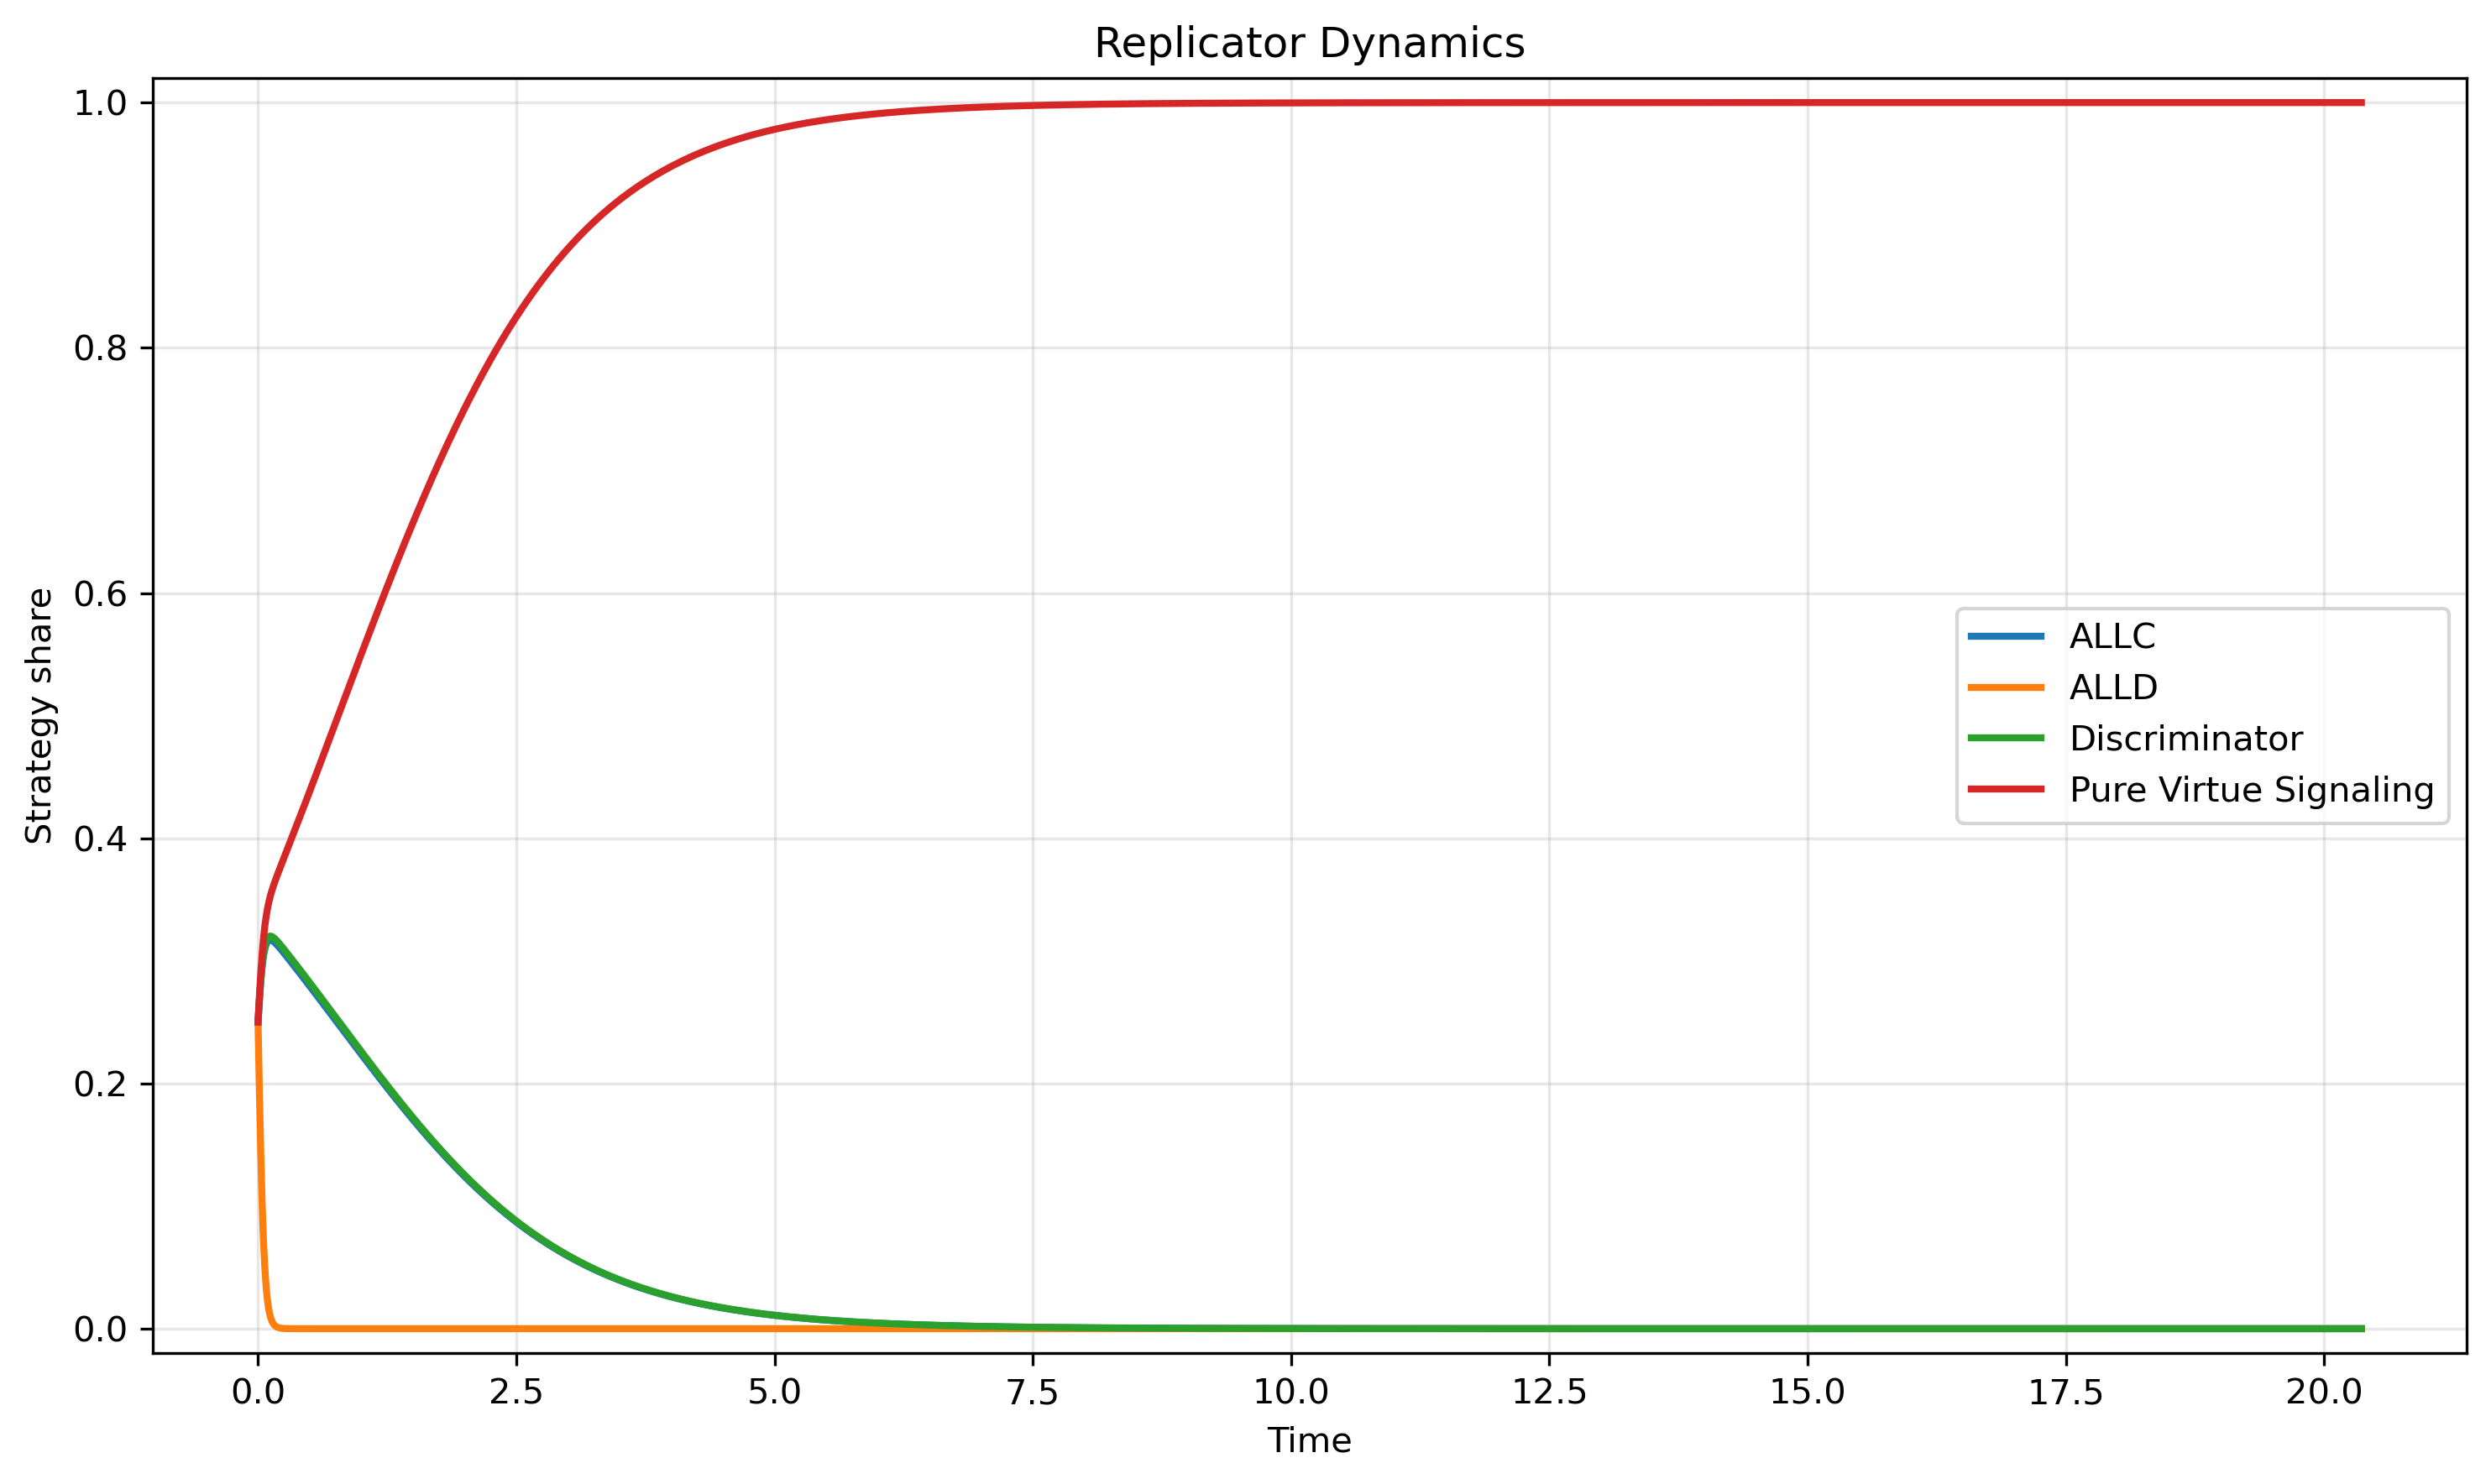 Replicator Dynamics
Strategy share
1.0
0.8
0.6
0.4
0.2
0.0
ALLC
ALLD
Discriminator
Pure Virtue Signaling
0.0 2.5 5.0 7.5 10.0 12.5 15.0 17.5 20.0
Time